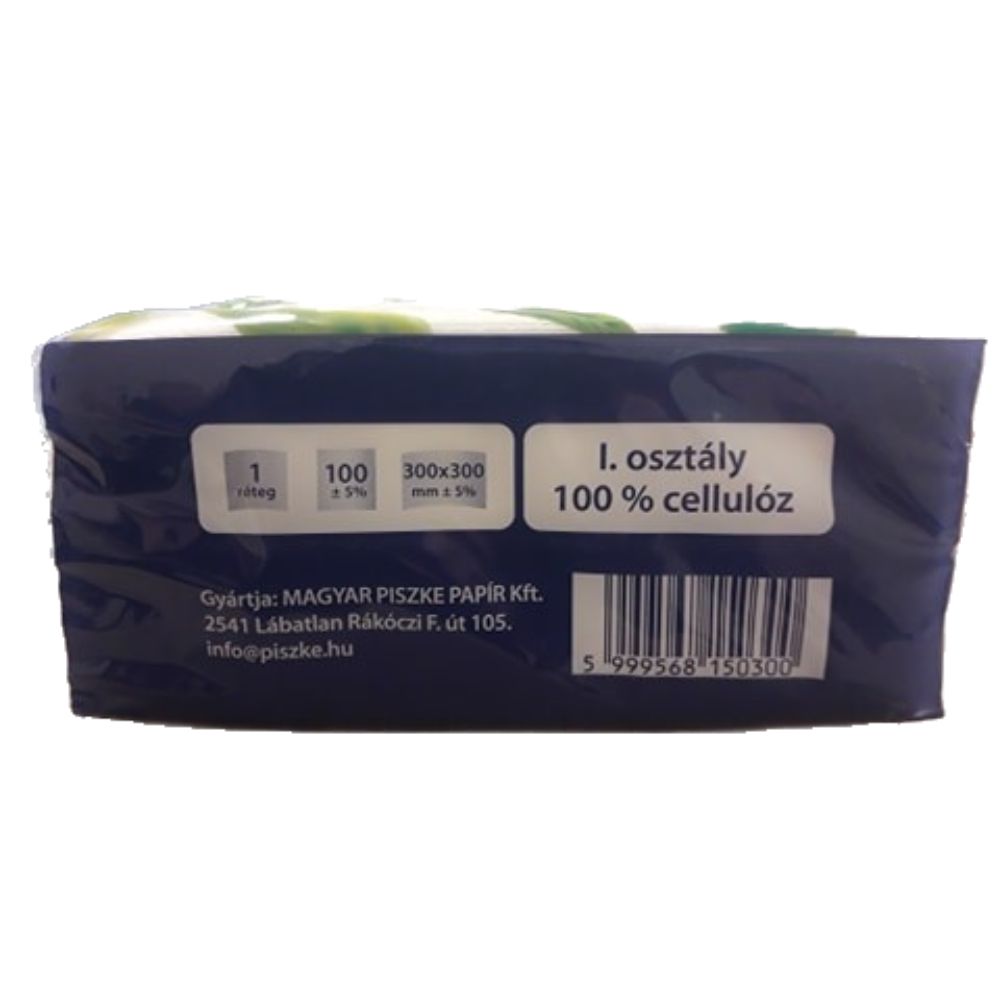 1
réteg
100
± 5%
300x300
mm ± 5%
I. osztály
100 % cellulóz
Gyártja: MAGYAR PISZKE PAPÍR Kft.
2541 Lábatlan Rákóczi F. út 105.
info@piszke.hu
5 999568 150300